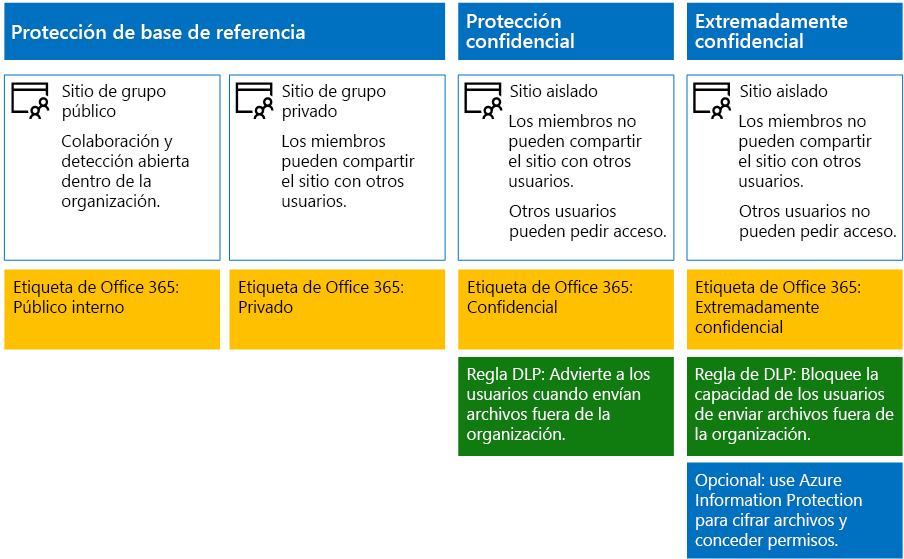 Protección de base de referencia
Protección
confidencial
Extremadamente
confidencial
Sitio de grupo
público
Colaboración y
detección abierta
dentro de la
organización.
Sitio de grupo
privado
Los miembros
pueden compartir
el sitio con otros
usuarios.
Sitio aislado
Los miembros no
pueden compartir
el sitio con otros
usuarios.
Otros usuarios
pueden pedir acceso.
Sitio aislado
Los miembros no
pueden compartir
el sitio con otros
usuarios.
Otros usuarios no
pueden pedir acceso.
Etiqueta de Office 365:
Público interno
Etiqueta de Office 365:
Privado
Etiqueta de Office 365:
Confidencial
Etiqueta de Office 365:
Extremadamente
confidencial
Regla DLP: Advierte a los
usuarios cuando envían
archivos fuera de la
organización.
Regla de DLP: Bloquee la
capacidad de los usuarios
de enviar archivos fuera de
la organización.
Opcional: use Azure
Information Protection
para cifrar archivos y
conceder permisos.